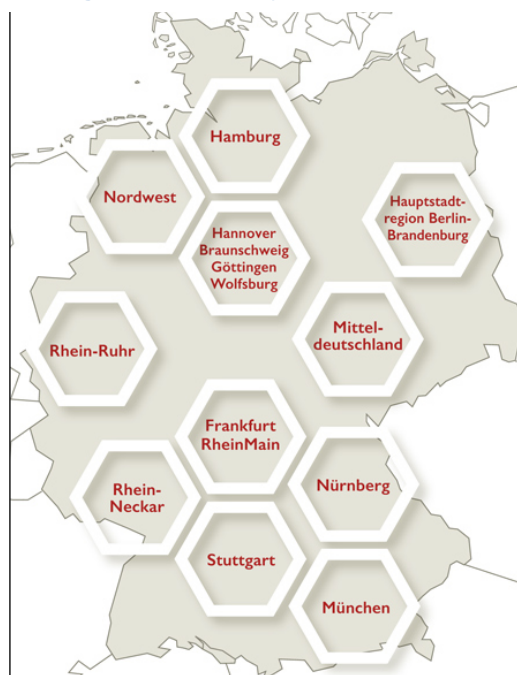 Hamburg
Nordwest
Hauptstadt-
region Berlin-
Brandenburg
Hannover
Braunschweig
Göttingen
Wolfsburg
Mittel-
deutschland
Rhein-Ruhr
Frankfurt
RheinMain
Rhein-
Neckar
Nürnberg
Stuttgart
München